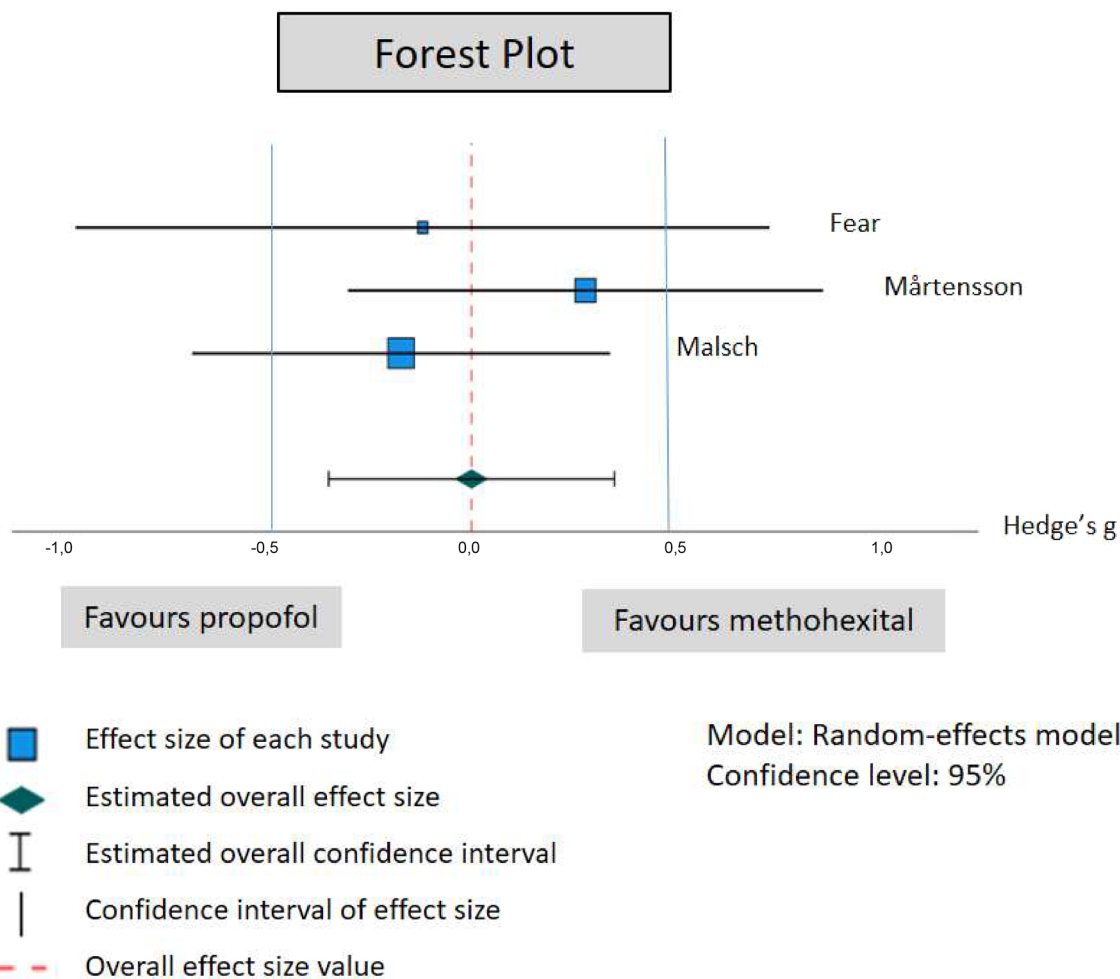 Forest Plot
Fear
Mårtensson
Malsch
Hedge’s g
-1,0 -0,5 0,0 0,5 1,0
Favours propofol
Favours methohexital
Effect size of each study
Estimated overall effect size
Estimated overall confidence interval
Confidence interval of effect size
Overall effect size value
Model: Random-effects model
Confidence level: 95%